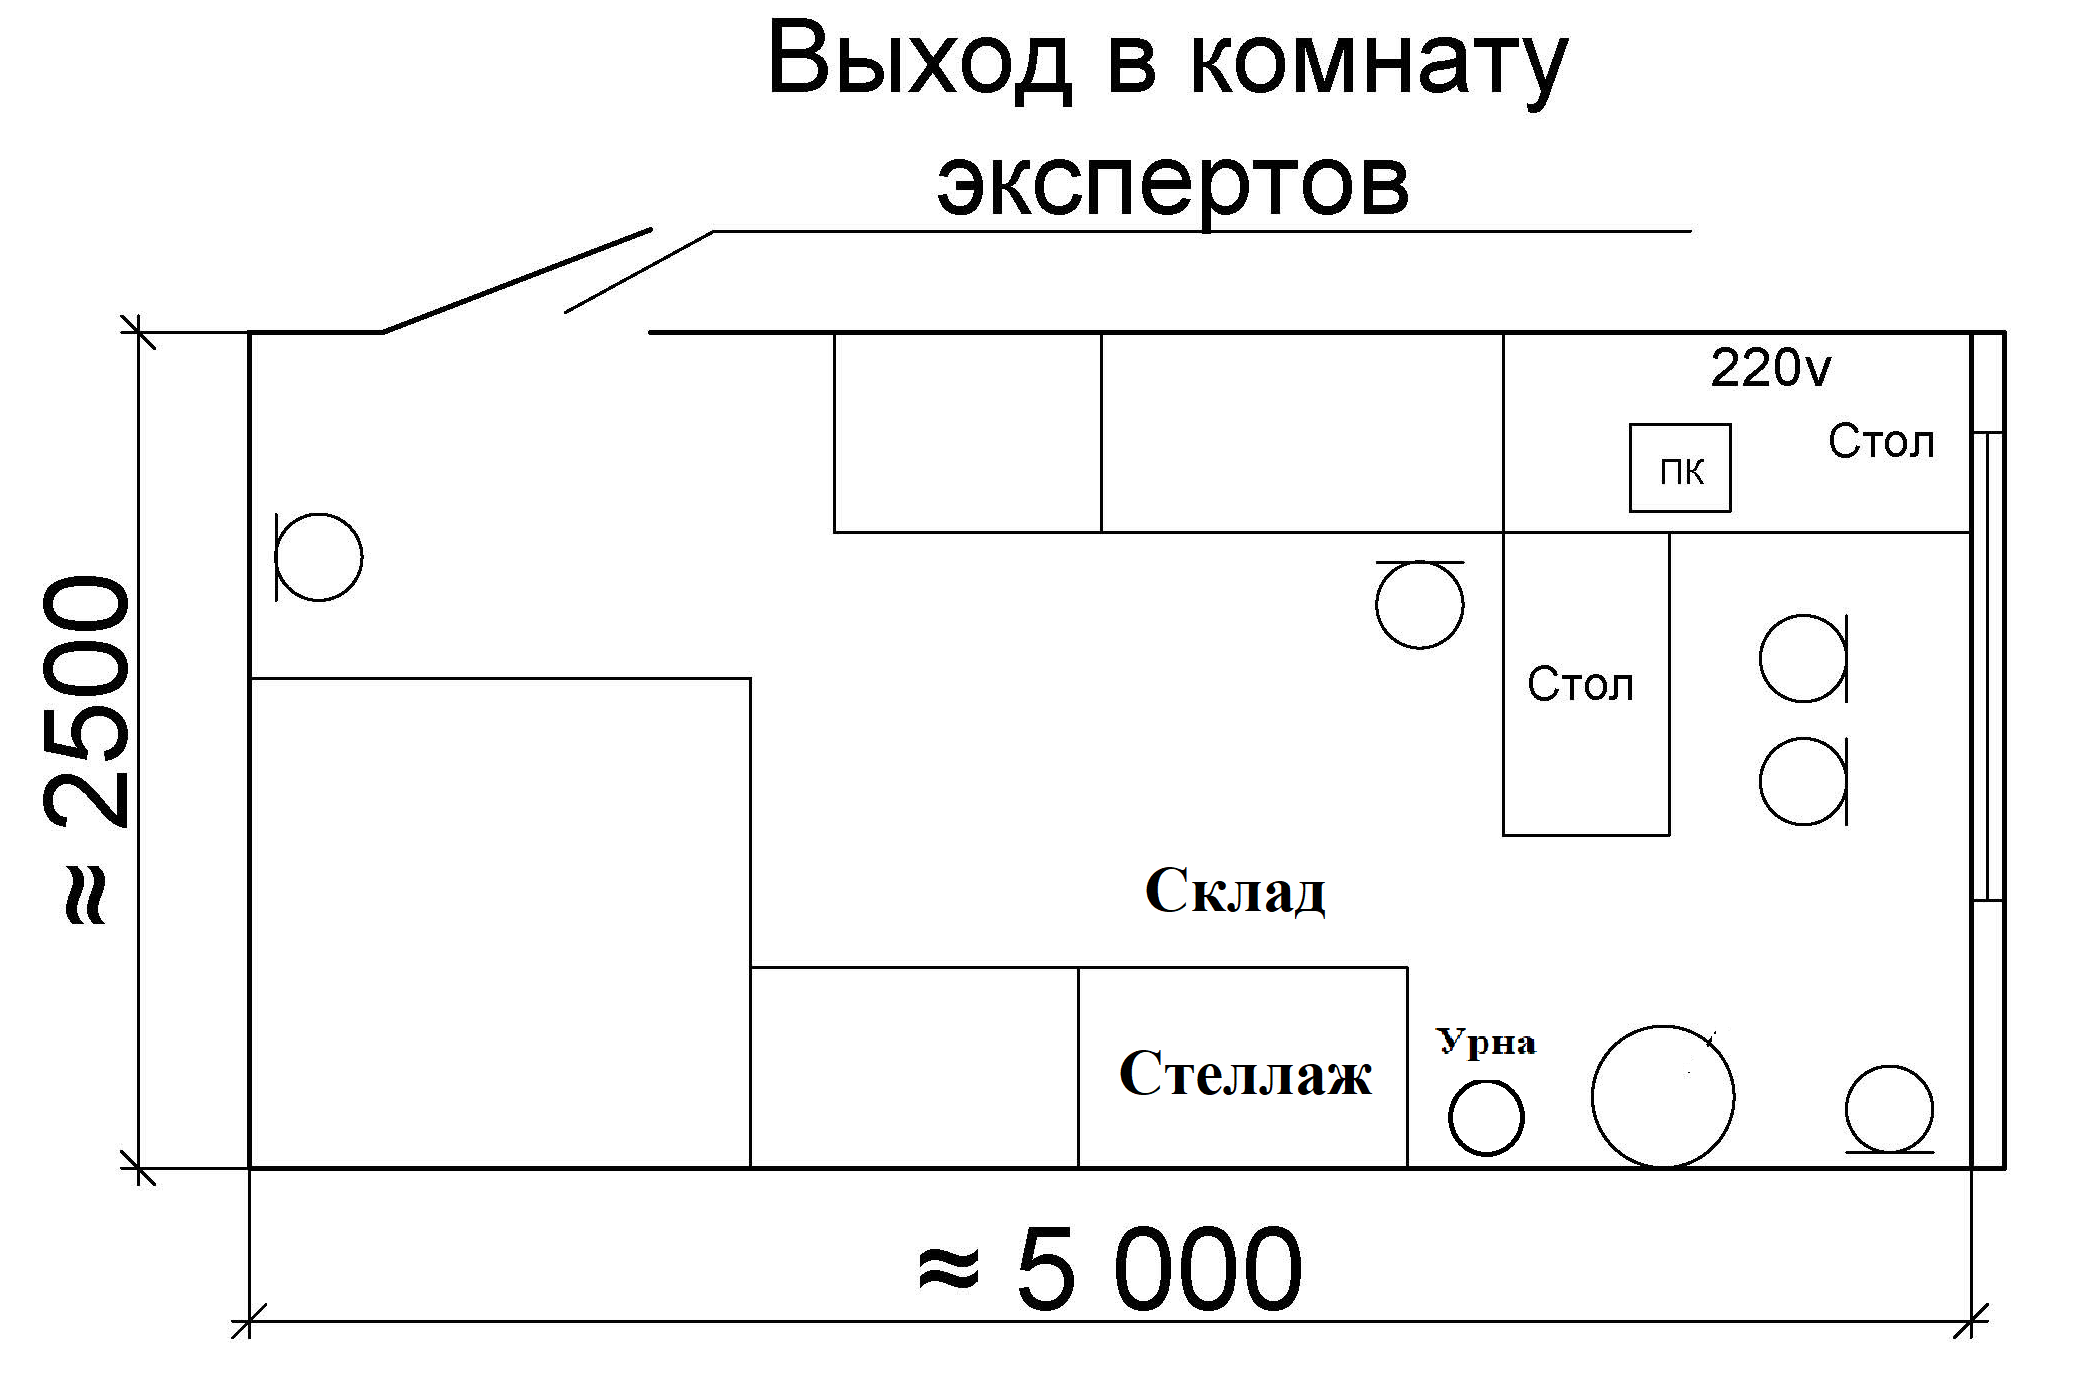 Выход в комнату
экспертов
220v
Стол
ПК
≈ 2500
Стол
Склад
Урна
Стеллаж
≈ 5 000